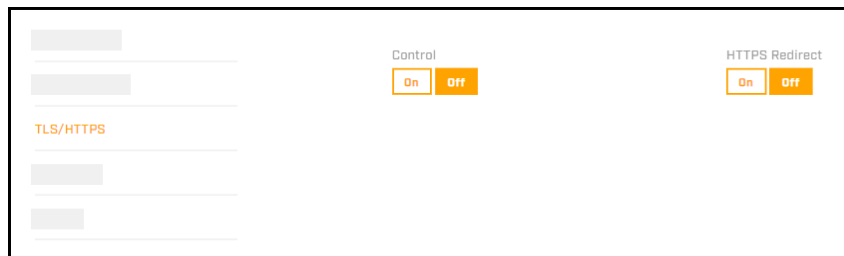 Control
HTTPS Redirect
On Off
On Off
TLS/HTTPS